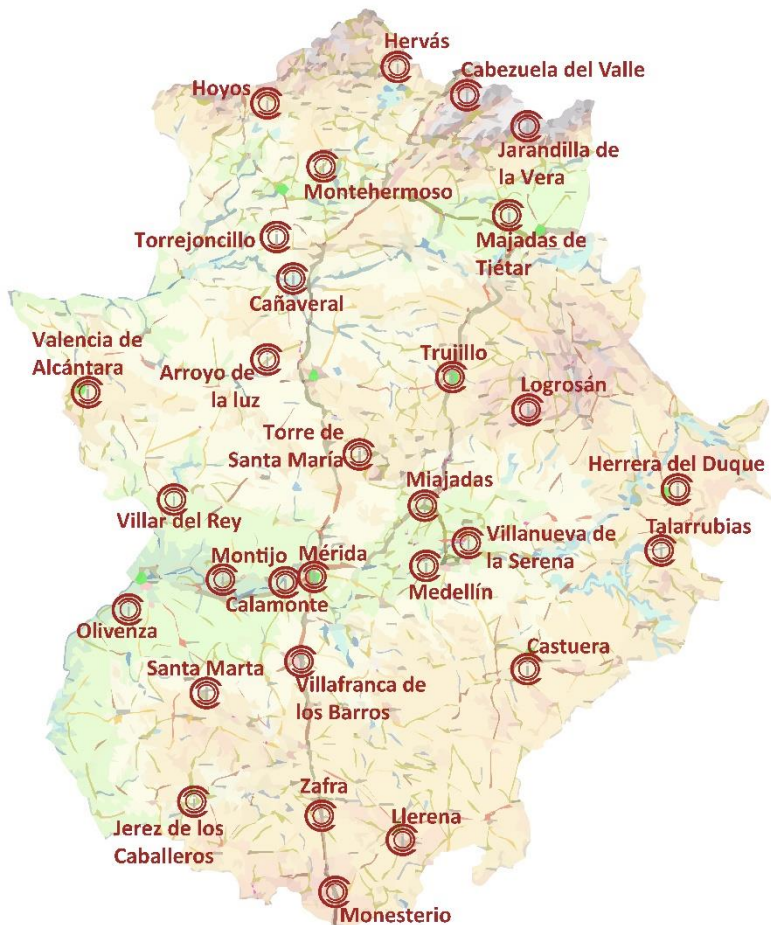 Hervás
Cabezuela del Valle
Hoyos
Jarandilla de
la Vera
Montehermoso
Torrejoncillo
Majadas de
Tiétar
Cañaveral
Valencia de
Alcántara
Arroyo de
la luz
Trujillo
Logrosán
Torre de
Santa María
Herrera del Duque
Miajadas
Villar del Rey
Villanueva de
la Serena
Talarrubias
Montijo
Mérida
Calamonte
Medellín
Olivenza
Castuera
Santa Marta
Villafranca de
los Barros
Zafra
Llerena
Jerez de los
Caballeros
Monesterio